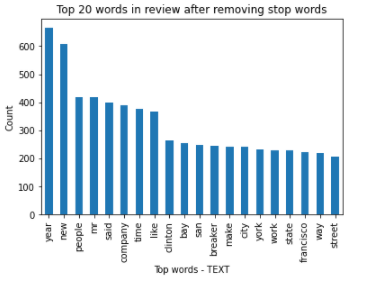 Top 20 words in review after removing stop words
Count
600
500
400
300
200
100
0
year
new
people
mr
said
company
time
like
clinton
bay
san
breaker
make
city
york
work
state
francisco
way
street
Top words - TEXT